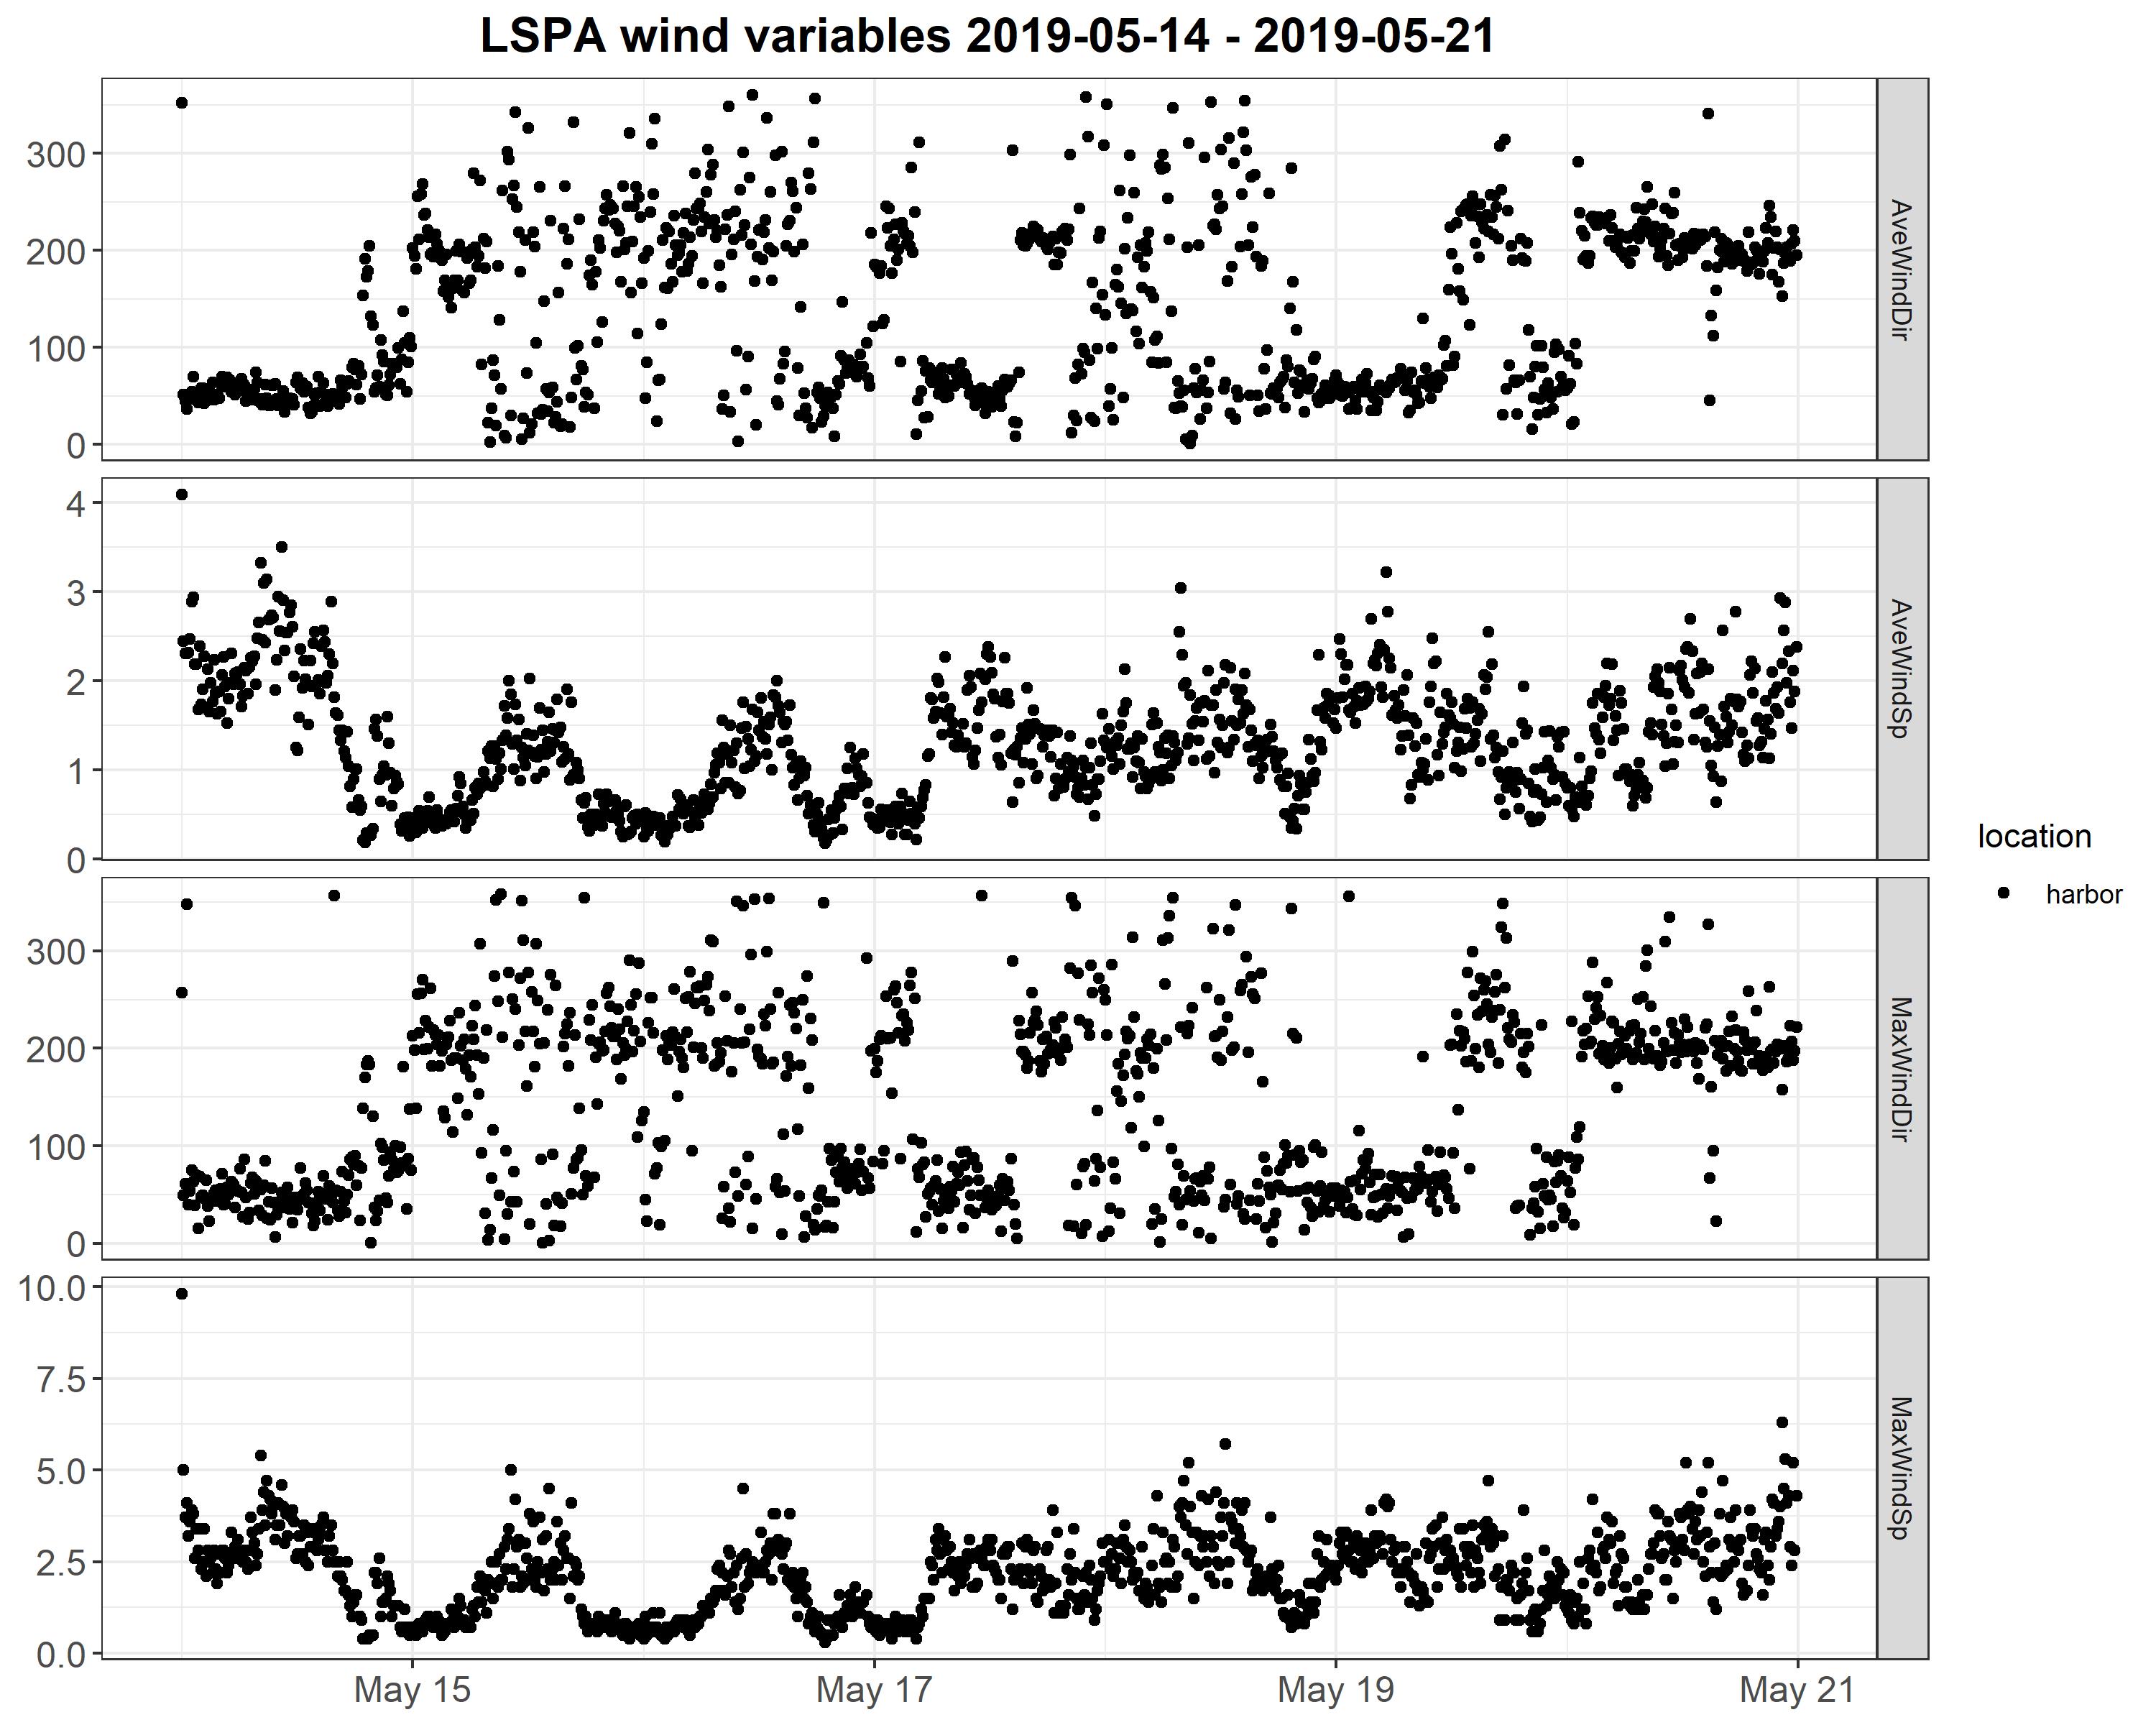 LSPA wind variables 2019-05-14 - 2019-05-21
300
200
100
0
AveWindDir
4
3
2
1
0
AveWindSp
300
200
100
0
MaxWindDir
10.0
7.5
5.0
2.5
0.0
MaxWindSp
May 15 May 17 May 19 May 21
location
harbor